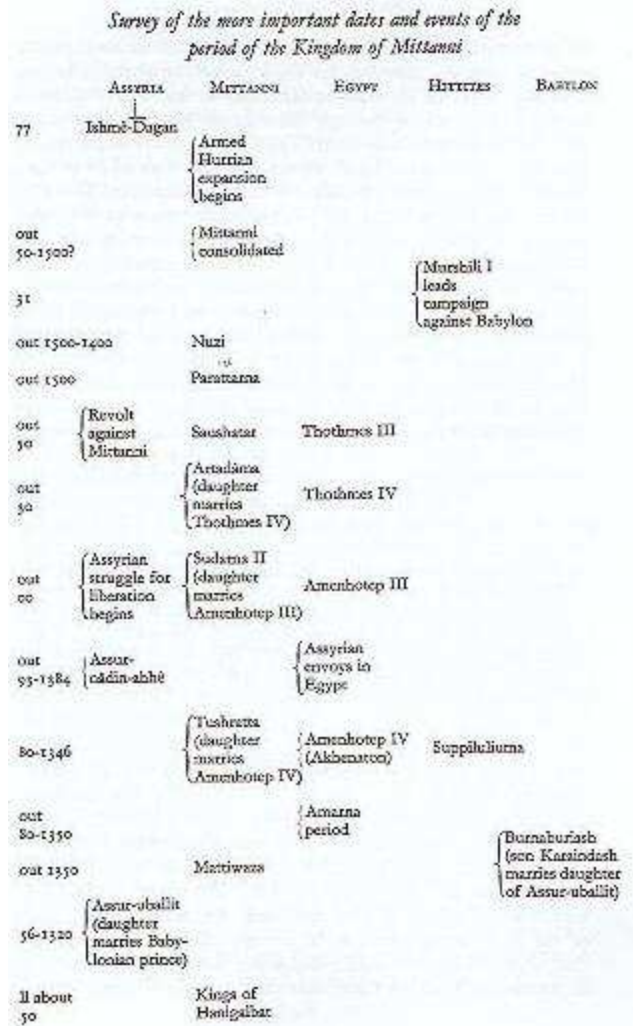 Survey of the more important dates and events of the
period of the Kingdom of Mittanni
ASSYRIA MITTANNI EGYPT HITTITES BABYLON
77 Ishmê-Dagan
Armed
Hurrian
expansion
begins
out
50-1500?
Mittanni
consolidated
31
Murshili I
leads
campaign
against Babylon
out 1500-1400 Nuzi
out 1500 Parattarna
out
50
Revolt
against
Mittanni
Saushatar
Thothmes III
out
Artadama
(daughter
marries
Thothmes IV)
Thothmes IV
out
00
Assyrian
struggle for
liberation
begins
Sudarna II
(daughter
marries
Amenhotep III)
Amenhotep III
out
93-1384
Assur-
nâdin-abhê
Assyrian
envoys in
Egypt
80-1346
Tushratta
(daughter
marries
Amenhotep IV)
Amenhotep IV
(Akhenaton)
Suppiluliuma
out
80-1350
Amarna
period
out 1350 Mattiwaza
Burnaburiash
(son Karaindash
marries daughter
of Assur-uballit)
56-1320
Assur-uballit
(daughter
marries Baby-
lonian prince)
ll about
50
Kings of
Hanigalbat